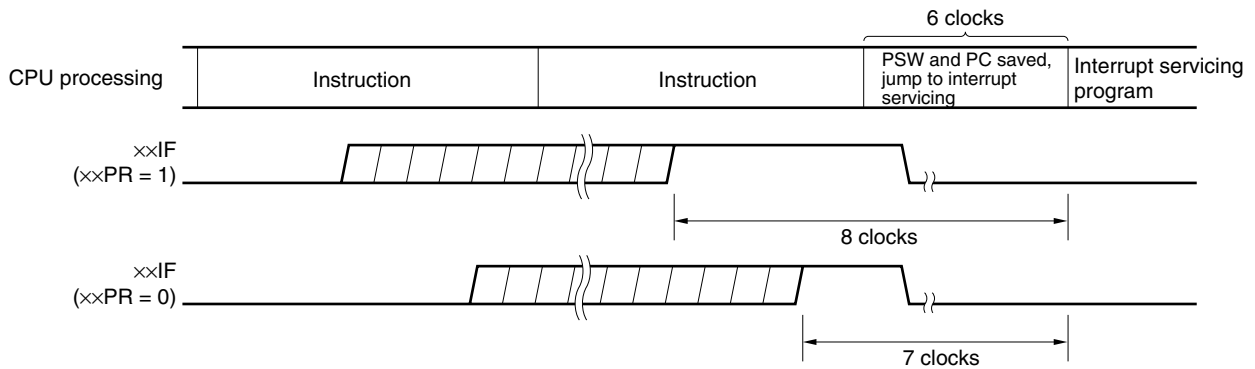 6 clocks
CPU processing
Instruction
Instruction
PSW and PC saved,
jump to interrupt
servicing
Interrupt servicing
program
××IF
(××PR = 1)
8 clocks
××IF
(××PR = 0)
7 clocks